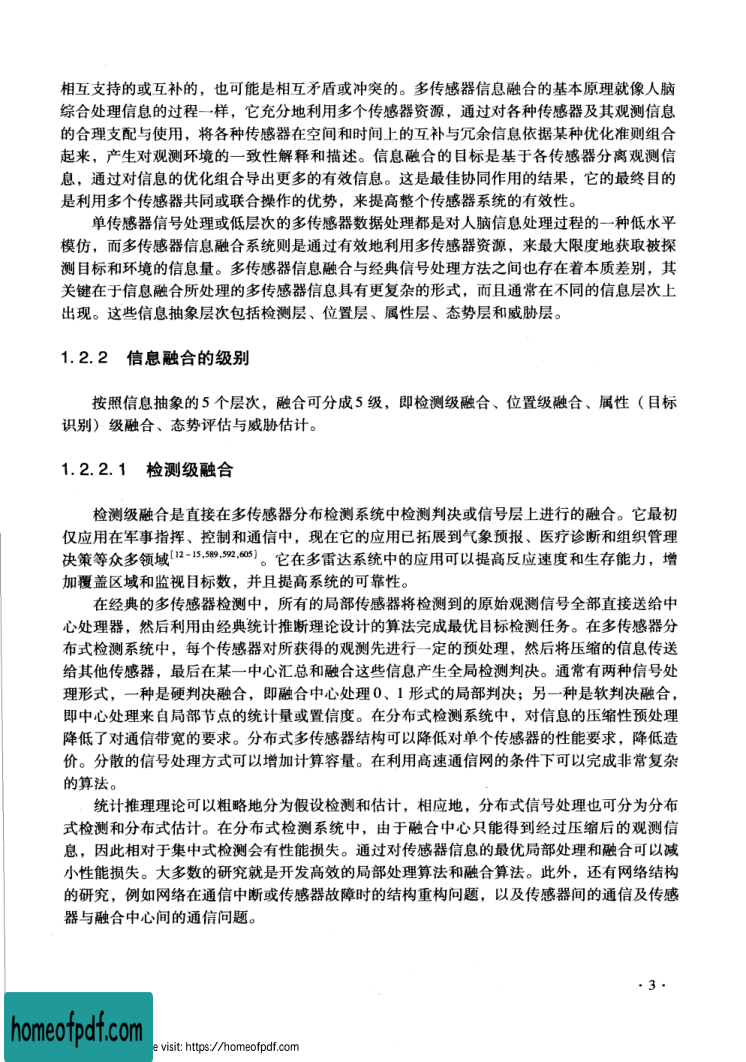 相互支持的或互补的，也可能是相互矛盾或冲突的。多传感器信息融合的基本原理就像人脑
综合处理信息的过程一样，它充分地利用多个传感器资源，通过对各种传感器及其观测信息
的合理支配与使用，将各种传感器在空间和时间上的互补与冗余信息依据某种优化准则组合
起来，产生对观测环境的一致性解释和描述。信息融合的目标是基于各传感器分离观测信
息，通过对信息的优化组合导出更多的有效信息。这是最佳协同作用的结果，它的最终目的
是利用多个传感器共同或联合操作的优势，来提高整个传感器系统的有效性。
单传感器信号处理或低层次的多传感器数据处理都是对人脑信息处理过程的一种低水平
模仿，而多传感器信息融合系统则是通过有效地利用多传感器资源，来最大限度地获取被探
测目标和环境的信息量。多传感器信息融合与经典信号处理方法之间也存在着本质差别，其
关键在于信息融合所处理的多传感器信息具有更复杂的形式，而且通常在不同的信息层次上
出现。这些信息抽象层次包括检测层、位置层、属性层、态势层和威胁层。
1.2.2 信息融合的级别
按照信息抽象的5个层次，融合可分成5级，即检测级融合、位置级融合、属性（目标
识别）级融合、态势评估与威胁估计。
1.2.2.1 检测级融合
检测级融合是直接在多传感器分布检测系统中检测判决或信号层上进行的融合。它最初
仅应用在军事指挥、控制和通信中，现在它的应用已拓展到气象预报、医疗诊断和组织管理
决策等众多领域[12-15,589,592,605]。它在多雷达系统中的应用可以提高反应速度和生存能力，增
加覆盖区域和监视目标数，并且提高系统的可靠性。
在经典的多传感器检测中，所有的局部传感器将检测到的原始观测信号全部直接送给中
心处理器，然后利用由经典统计推断理论设计的算法完成最优目标检测任务。在多传感器分
布式检测系统中，每个传感器对所获得的观测先进行一定的预处理，然后将压缩的信息传送
给其他传感器，最后在某一中心汇总和融合这些信息产生全局检测判决。通常有两种信号处
理形式，一种是硬判决融合，即融合中心处理0、1形式的局部判决；另一种是软判决融合，
即中心处理来自局部节点的统计量或置信度。在分布式检测系统中，对信息的压缩性预处理
降低了对通信带宽的要求。分布式多传感器结构可以降低对单个传感器的性能要求，降低造
价。分散的信号处理方式可以增加计算容量。在利用高速通信网的条件下可以完成非常复杂
的算法。
统计推理理论可以粗略地分为假设检测和估计，相应地，分布式信号处理也可分为分布
式检测和分布式估计。在分布式检测系统中，由于融合中心只能得到经过压缩后的观测信
息，因此相对于集中式检测会有性能损失。通过对传感器信息的最优局部处理和融合可以减
小性能损失。大多数的研究就是开发高效的局部处理算法和融合算法。此外，还有网络结构
的研究，例如网络在通信中断或传感器故障时的结构重构问题，以及传感器间的通信及传感
器与融合中心间的通信问题。
·3·
homeofpdf.com
e visit: https://homeofpdf.com